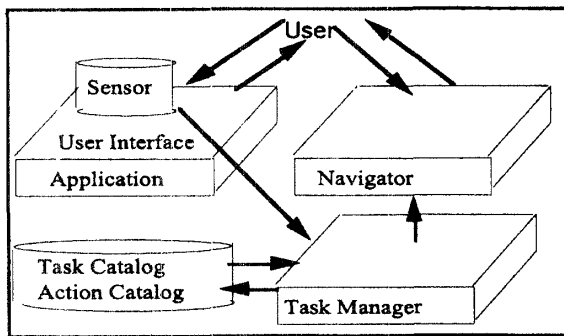 User
Sensor
User Interface
Application
Navigator
Task Catalog
Action Catalog
Task Manager